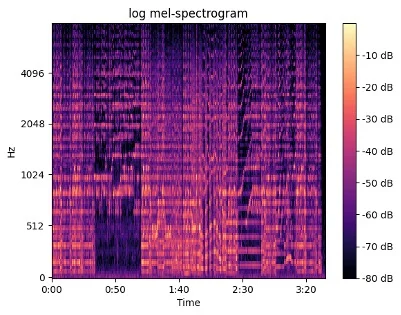 log mel-spectrogram
Hz
4096
2048
1024
512
0
0:00
0:50
1:40
2:30
3:20
Time
-10 dB
-20 dB
-30 dB
-40 dB
-50 dB
-60 dB
-70 dB
-80 dB